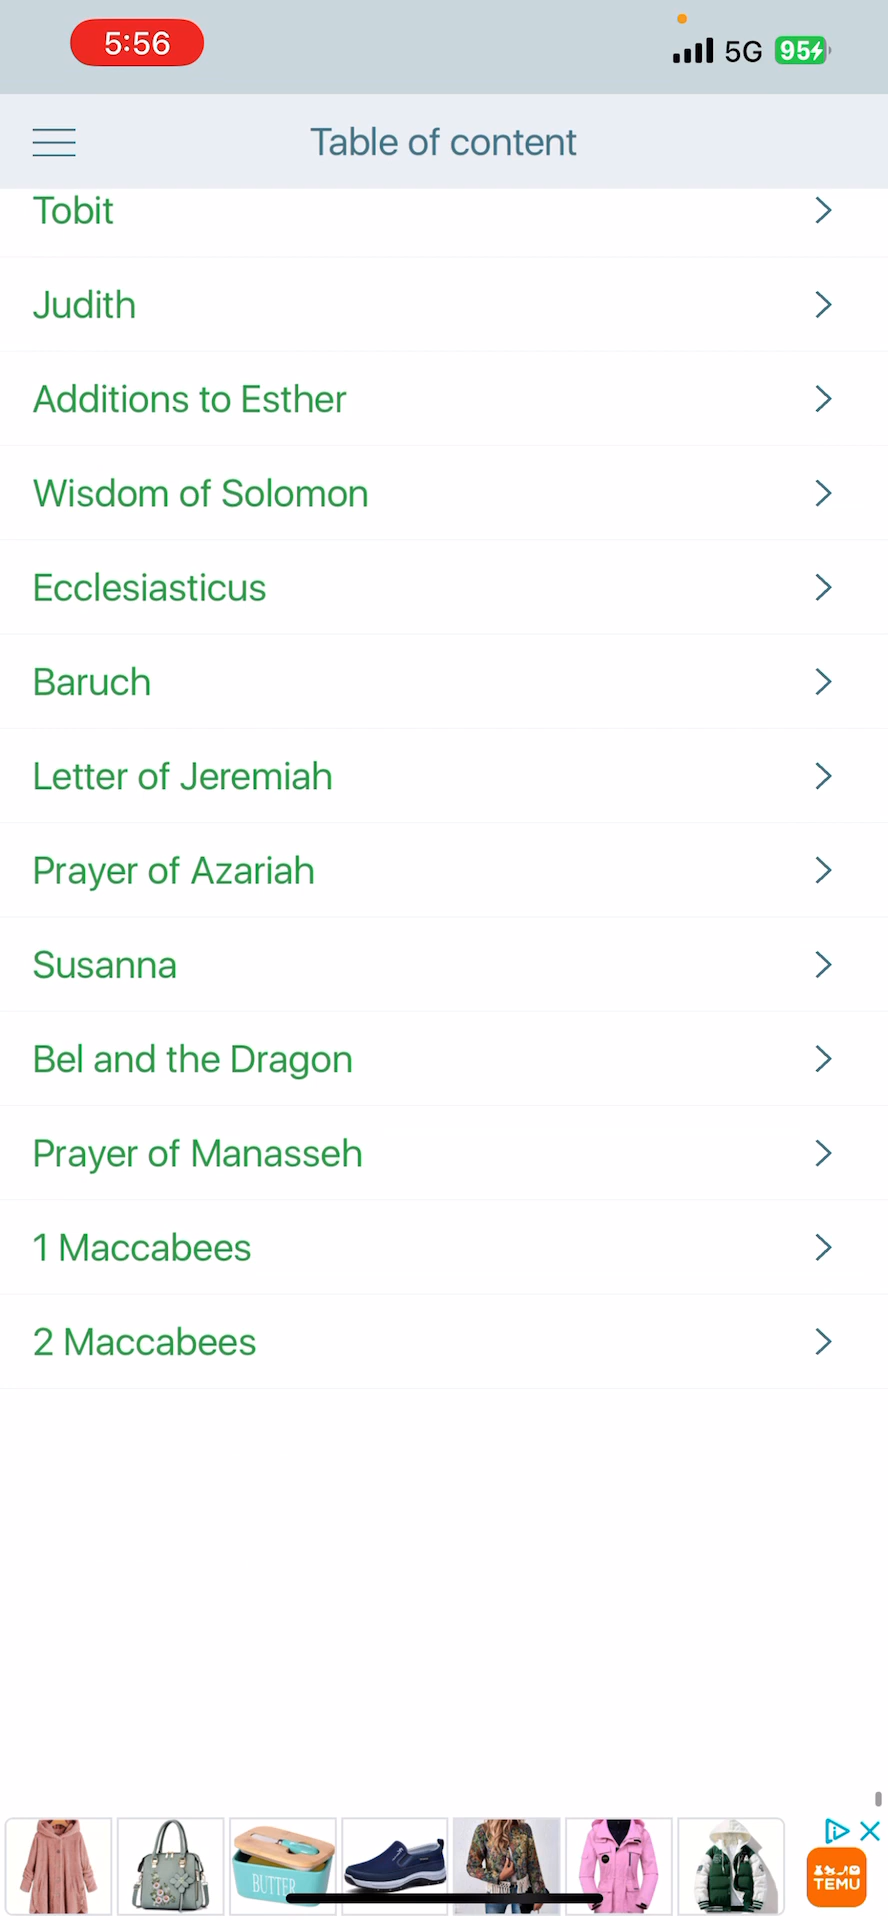 5:56
5G 95
Table of content
Tobit
Judith
Additions to Esther
Wisdom of Solomon
Ecclesiasticus
Baruch
Letter of Jeremiah
Prayer of Azariah
Susanna
Bel and the Dragon
Prayer of Manasseh
1 Maccabees
2 Maccabees
BUTTER
TEMU